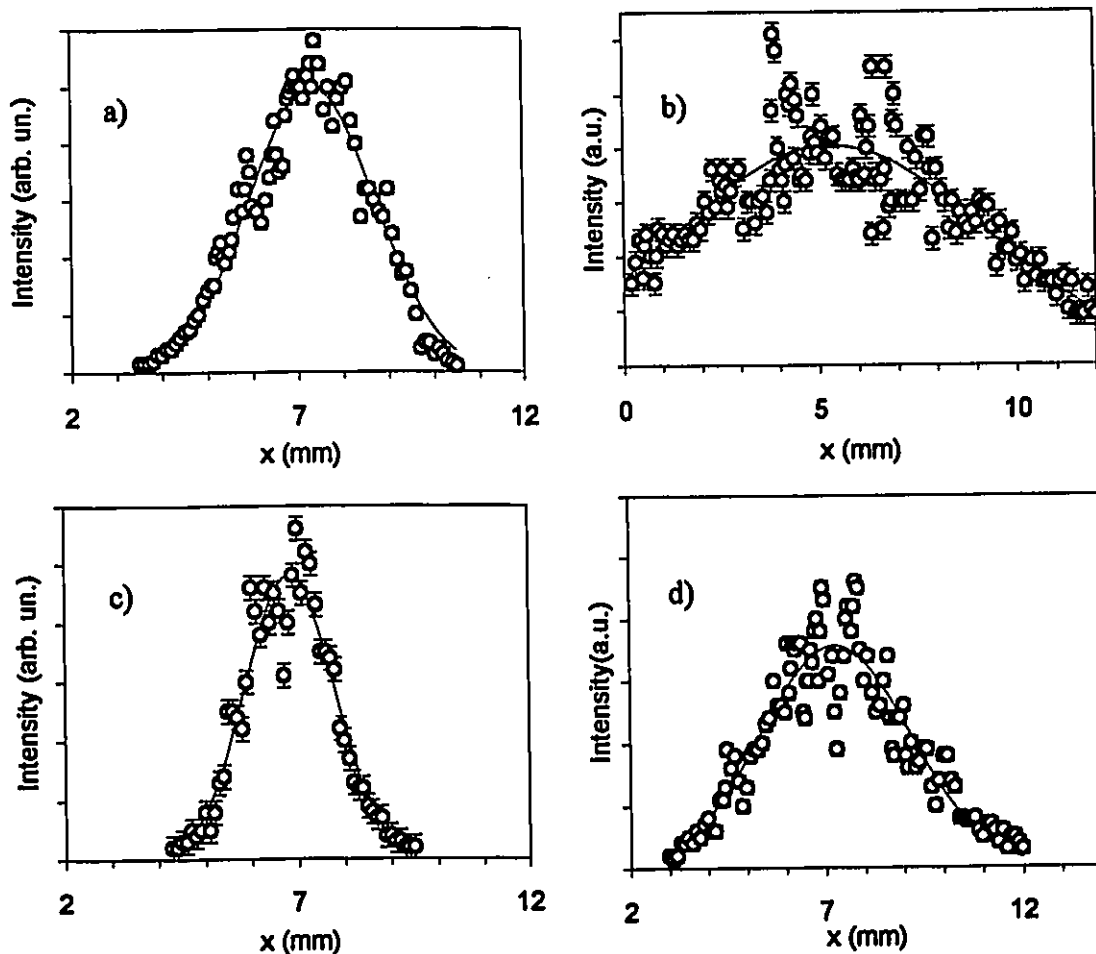 a)
Intensity (arb. un.)
2 7 12
x (mm)
b)
Intensity (a.u.)
0 5 10
x (mm)
c)
Intensity (arb. un.)
2 7 12
x (mm)
d)
Intensity(a.u.)
2 7 12
x (mm)